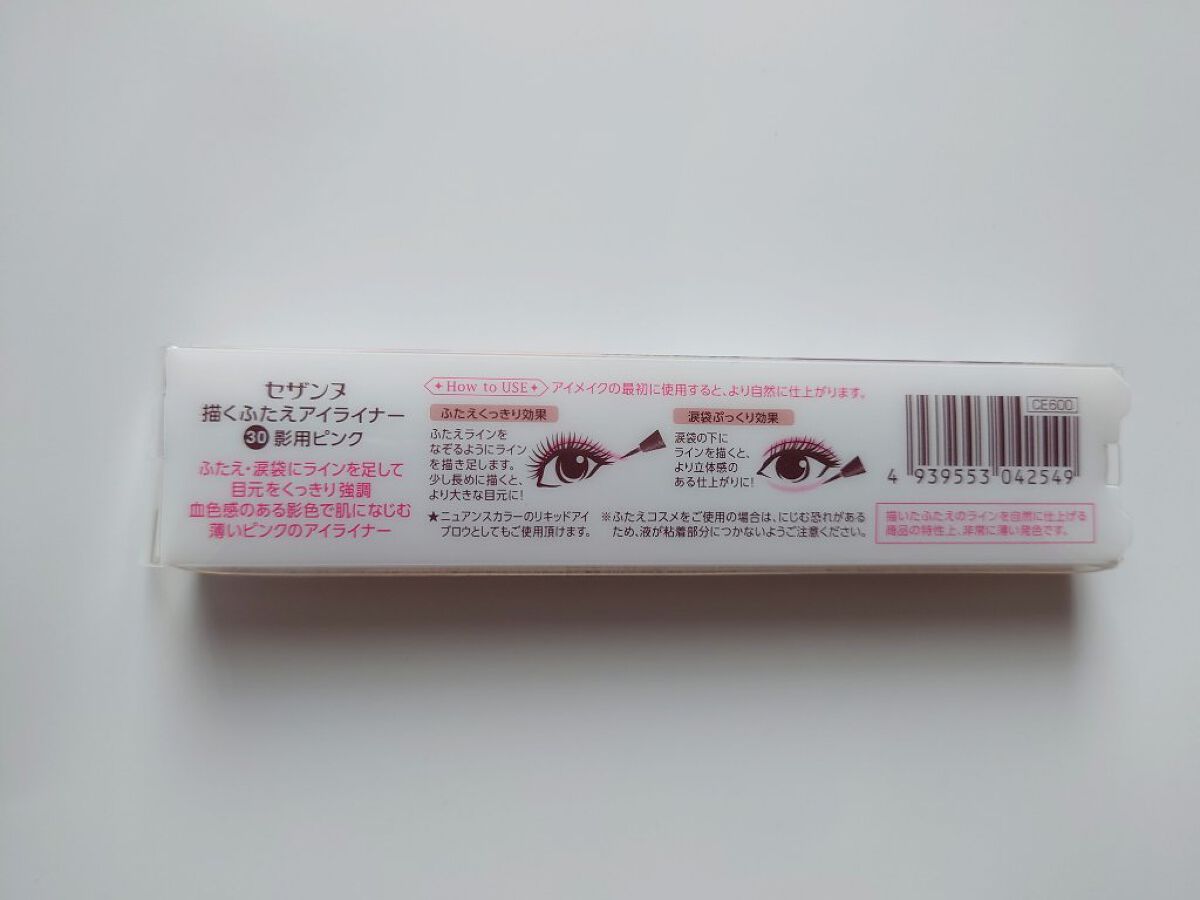 セザンヌ
描くふたえアイライナー
30 影用ピンク
ふたえ・涙袋にラインを足して
目元をくっきり強調
血色感のある影色で肌になじむ
薄いピンクのアイライナー
How to USE アイメイクの最初に使用すると、より自然に仕上がります。
ふたえくっきり効果
ふたえラインを
なぞるようにライン
を描き足します。
少し長めに描くと、
より大きな目元に!
涙袋ぷっくり効果
涙袋の下に
ラインを描くと、
より立体感の
ある仕上がりに!
★ニュアンスカラーのリキッドアイ
ブロウとしてもご使用頂けます。
※ふたえコスメをご使用の場合は、にじむ恐れがある
ため、液が粘着部分につかないようご注意ください。
CE600
4 939553 042549
描いたふたえのラインを自然に仕上げる
商品の特性上、非常に薄い発色です。